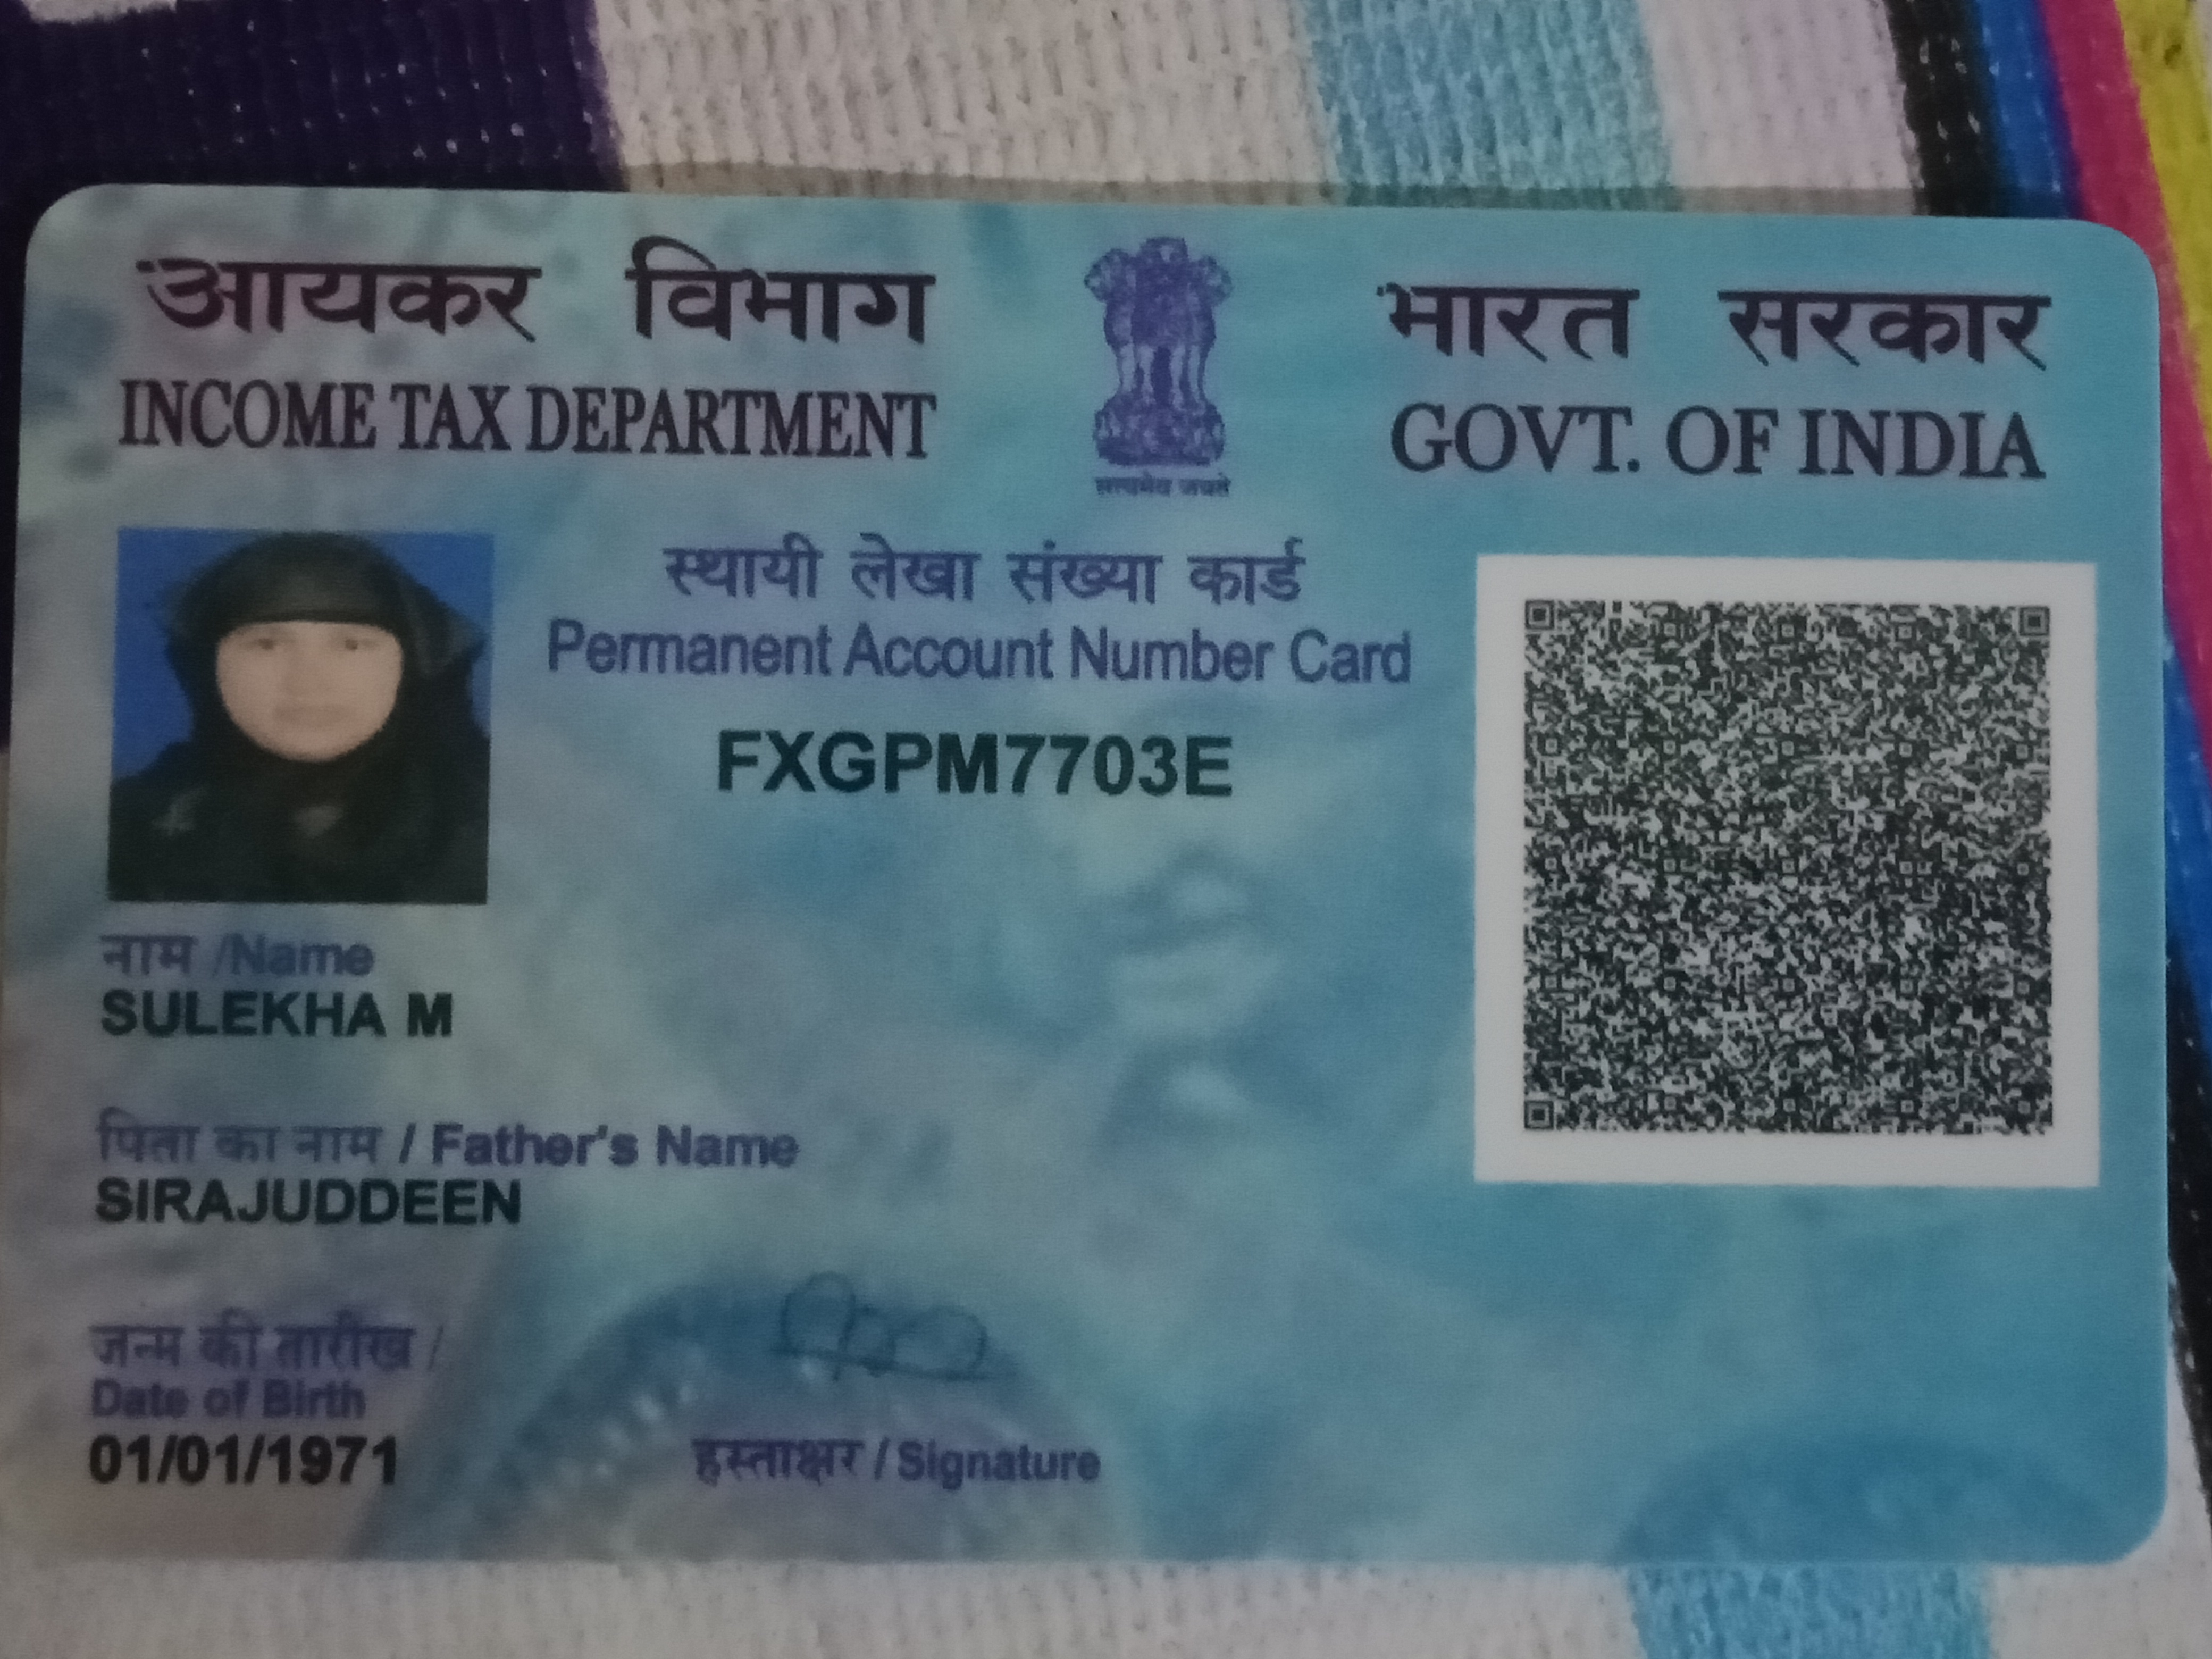 आयकर विभाग
INCOME TAX DEPARTMENT
सत्यमेव जयते
भारत सरकार
GOVT. OF INDIA
स्थायी लेखा संख्या कार्ड
Permanent Account Number Card
FXGPM7703E
नाम /Name
SULEKHA M
पिता का नाम / Father's Name
SIRAJUDDEEN
जन्म की तारीख /
Date of Birth
01/01/1971
हस्ताक्षर / Signature